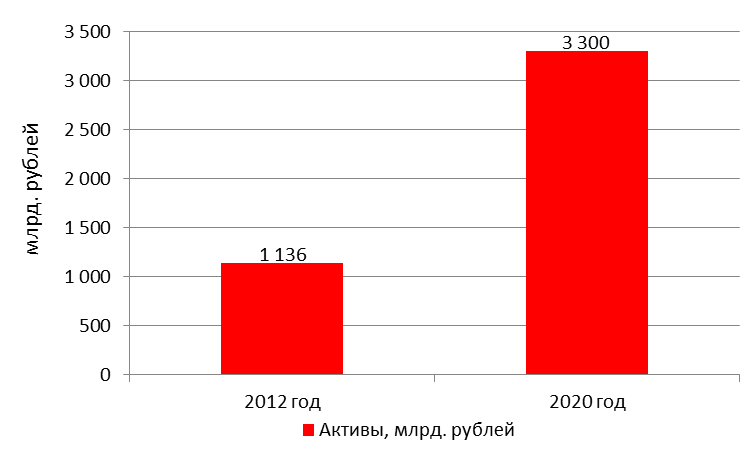 млрд. рублей
3 500
3 000
2 500
2 000
1 500
1 000
500
0
1 136
3 300
2012 год
2020 год
Активы, млрд. рублей